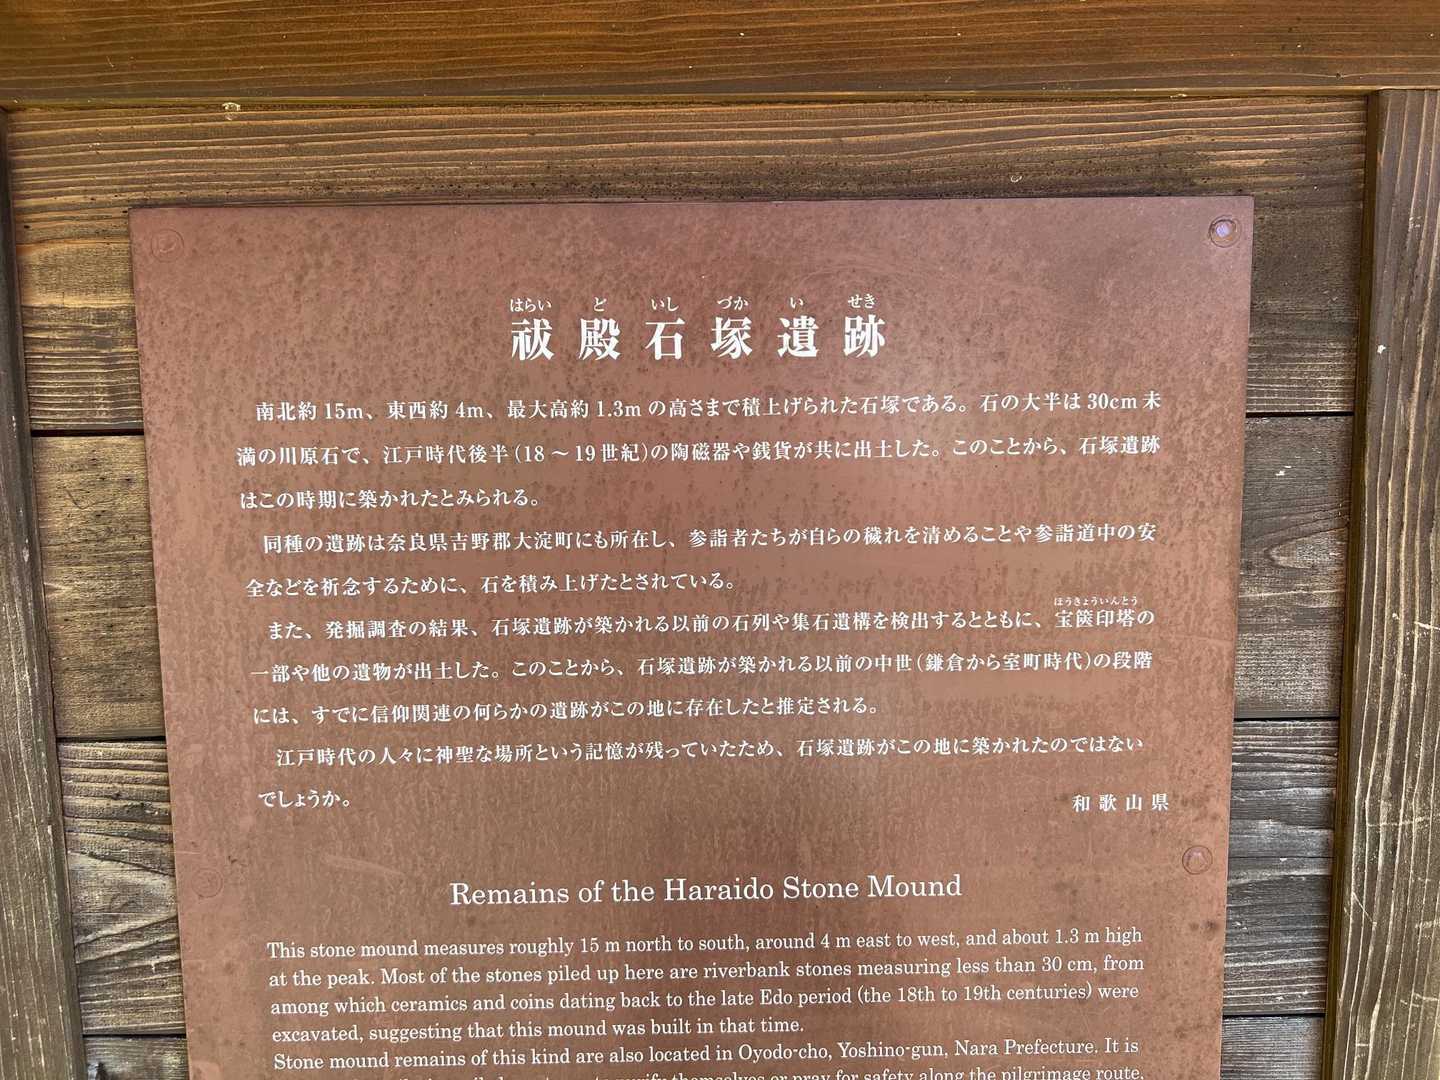 はらい ど いし づか い せき
祓殿石塚遺跡
南北約15m、東西約4m、最大高約1.3mの高さまで積上げられた石塚である。石の大半は30cm未
満の川原石で、江戸時代後半(18～19世紀)の陶磁器や銭貨が共に出土した。このことから、石塚遺跡
はこの時期に築かれたとみられる。
同種の遺跡は奈良県吉野郡大淀町にも所在し、参詣者たちが自らの穢れを清めることや参詣道中の安
全などを祈念するために、石を積み上げたとされている。
ほうきょういんとう
また、発掘調査の結果、石塚遺跡が築かれる以前の石列や集石遺構を検出するとともに、宝篋印塔の
一部や他の遺物が出土した。このことから、石塚遺跡が築かれる以前の中世(鎌倉から室町時代)の段階
には、すでに信仰関連の何らかの遺跡がこの地に存在したと推定される。
江戸時代の人々に神聖な場所という記憶が残っていたため、石塚遺跡がこの地に築かれたのではない
でしょうか。
和歌山県
Remains of the Haraido Stone Mound
This stone mound measures roughly 15 m north to south, around 4 m east to west, and about 1.3 m high
at the peak. Most of the stones piled up here are riverbank stones measuring less than 30 cm, from
among which ceramics and coins dating back to the late Edo period (the 18th to 19th centuries) were
excavated, suggesting that this mound was built in that time.
Stone mound remains of this kind are also located in Oyodo-cho, Yoshino-gun, Nara Prefecture. It is
purify themselves or pray for safety along the pilgrimage route,